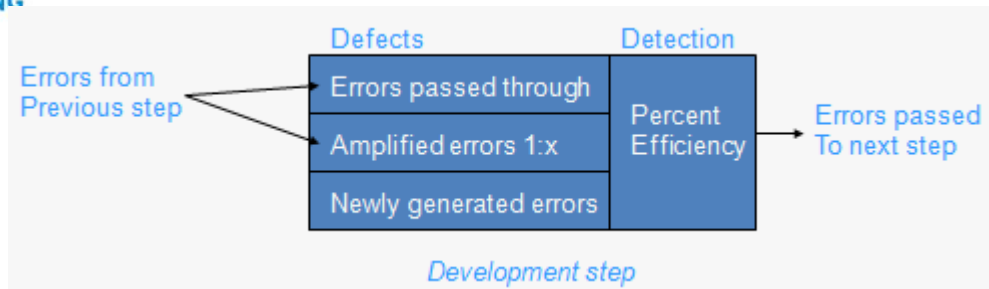 Defects
Detection
Errors from
Previous step
Errors passed through
Amplified errors 1:x
Newly generated errors
Percent
Efficiency
Errors passed
To next step
Development step